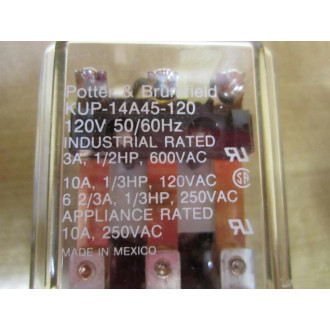 Potter & Brumfield
KUP-14A45-120
120V 50/60Hz
INDUSTRIAL RATED
3A, 1/2HP, 600VAC
10A, 1/3HP, 120VAC
6 2/3A, 1/3HP, 250VAC
APPLIANCE RATED
10A, 250VAC
MADE IN MEXICO